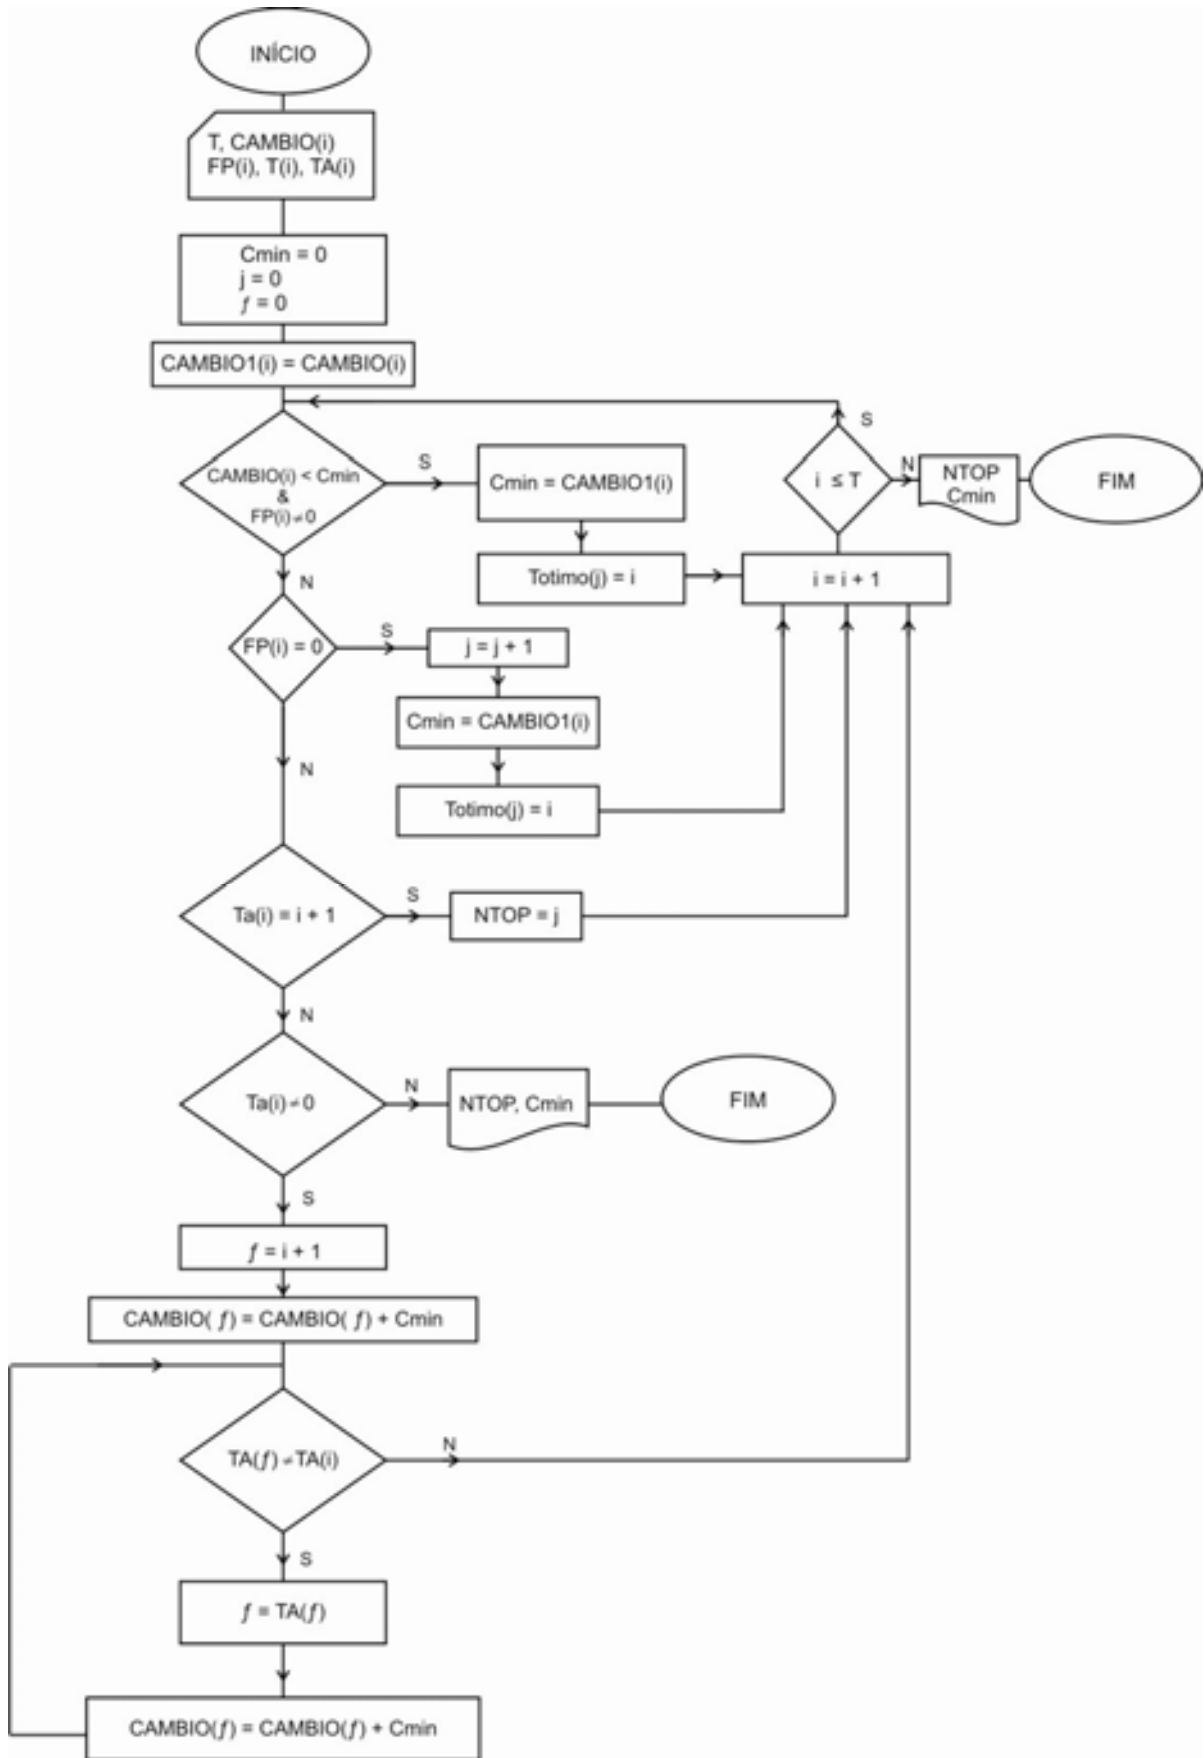 INÍCIO
T, CAMBIO(i)
FP(i), T(i), TA(i)
Cmin = 0
j = 0
ƒ = 0
CAMBIO1(i) = CAMBIO(i)
CAMBIO(i) < Cmin
&
FP(i)≠0
S
Cmin = CAMBIO1(i)
Totimo(j) = i
i = i + 1
i ≤ T
S
N
NTOP
Cmin
FIM
N
FP(i) = 0
S
j = j + 1
Cmin = CAMBIO1(i)
Totimo(j) = i
N
Ta(i) = i + 1
S
NTOP = j
N
Ta(i)≠0
N
NTOP, Cmin
FIM
S
ƒ = i + 1
CAMBIO( ƒ) = CAMBIO( ƒ) + Cmin
TA(ƒ)≠TA(i)
N
S
ƒ = TA(ƒ)
CAMBIO(ƒ) = CAMBIO(ƒ) + Cmin